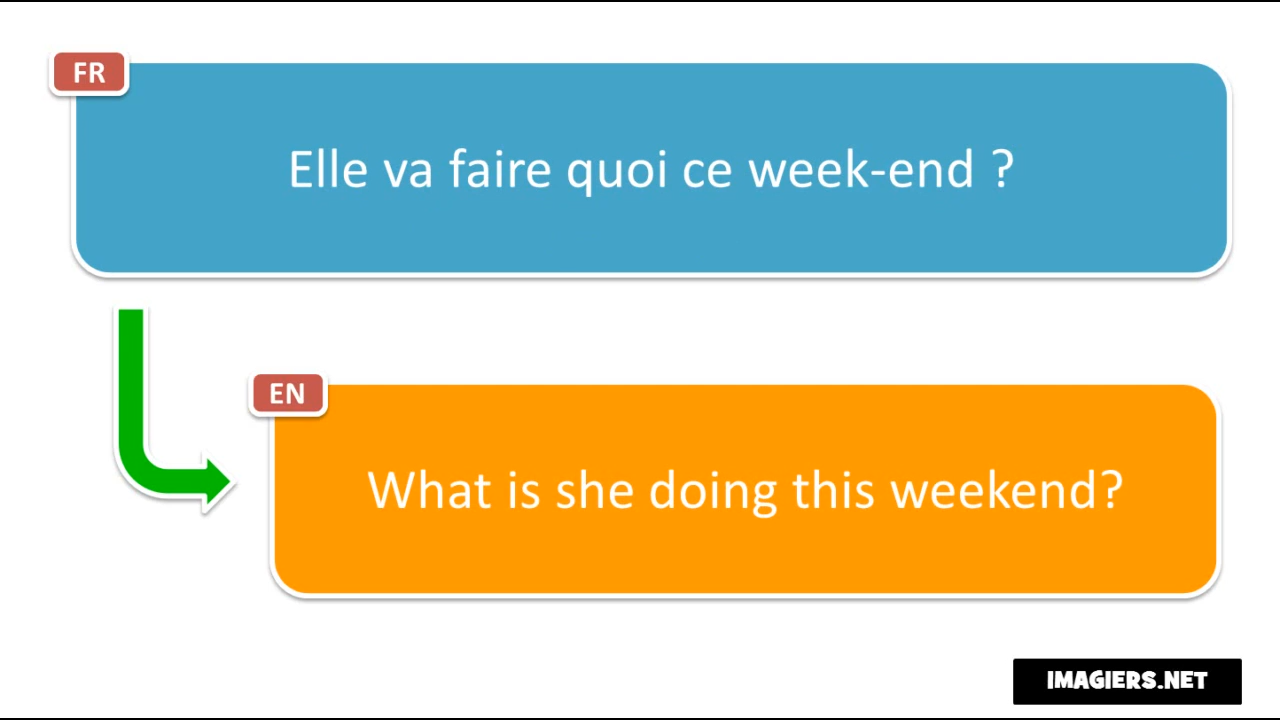 FR
Elle va faire quoi ce week-end ?
EN
What is she doing this weekend?
IMAGIERS.NET